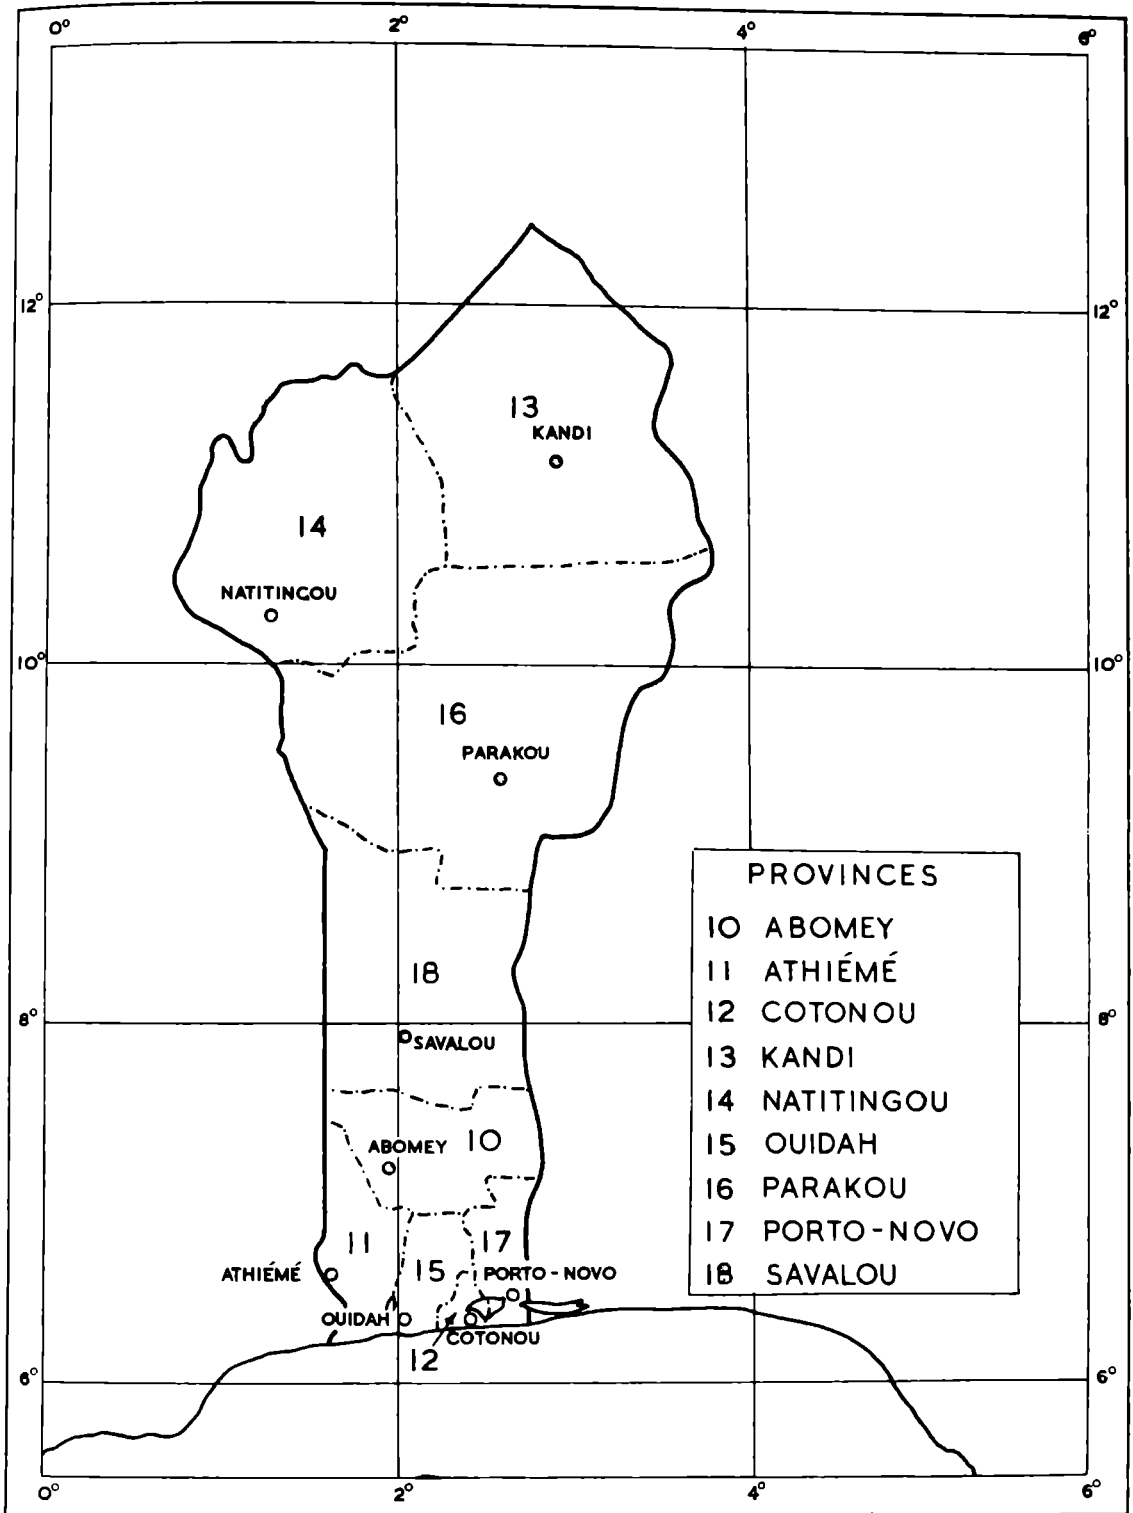 0° 2° 4° 6°
12° 12°
13
KANDI
14
NATITINGOU
10° 10°
16
PARAKOU
PROVINCES
10 ABOMEY
11 ATHIÉMÉ
12 COTONOU
13 KANDI
14 NATITINGOU
15 OUIDAH
16 PARAKOU
17 PORTO-NOVO
18 SAVALOU
18
8° 8°
SAVALOU
10
ABOMEY
11
17
15
ATHIÉMÉ
PORTO-NOVO
OUIDAH
COTONOU
12
6° 6°
0° 2° 4° 6°